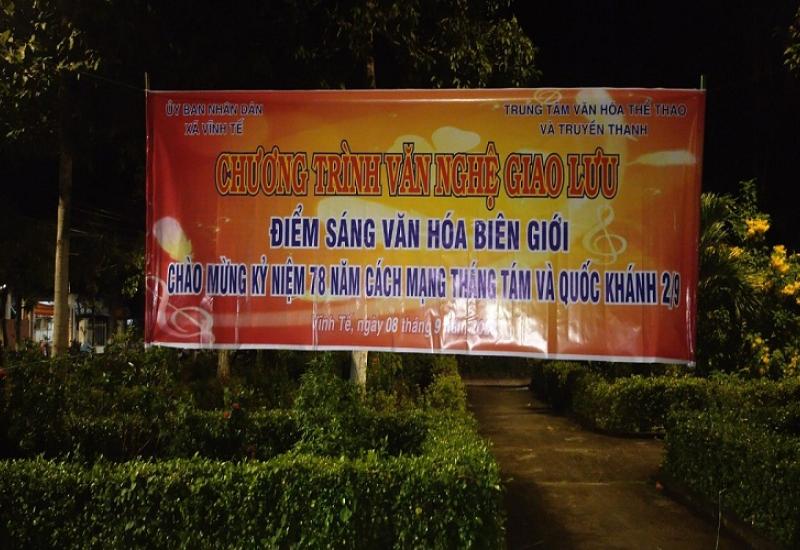 ỦY BAN NHÂN DÂN
XÃ VĨNH TẾ
TRUNG TÂM VĂN HÓA THỂ THAO
VÀ TRUYỀN THANH
CHƯƠNG TRÌNH VĂN NGHỆ GIAO LƯU
ĐIỂM SÁNG VĂN HÓA BIÊN GIỚI
CHÀO MỪNG KỶ NIỆM 78 NĂM CÁCH MẠNG THÁNG TÁM VÀ QUỐC KHÁNH 2/9
Vĩnh Tế, ngày 08 tháng 9 năm